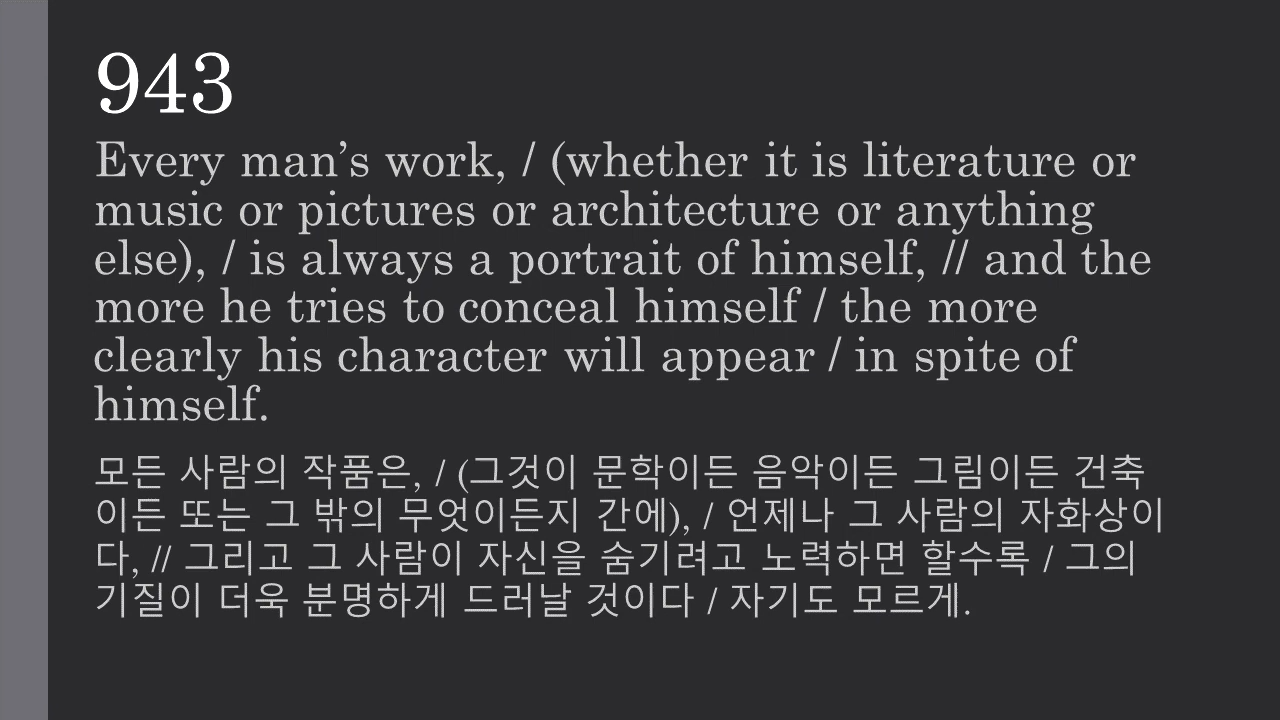 943
Every man’s work, / (whether it is literature or
music or pictures or architecture or anything
else), / is always a portrait of himself, // and the
more he tries to conceal himself / the more
clearly his character will appear / in spite of
himself.
모든 사람의 작품은, / (그것이 문학이든 음악이든 그림이든 건축
이든 또는 그 밖의 무엇이든지 간에), / 언제나 그 사람의 자화상이
다, // 그리고 그 사람이 자신을 숨기려고 노력하면 할수록 / 그의
기질이 더욱 분명하게 드러날 것이다 / 자기도 모르게.